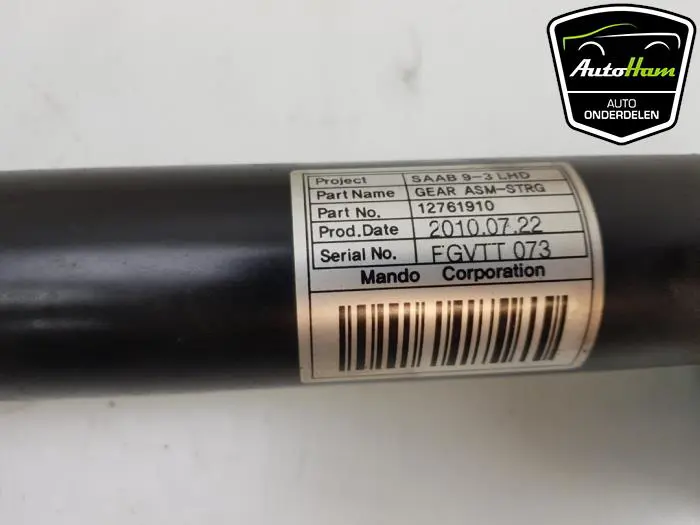 AutoHam
AUTO
ONDERDELEN
Project SAAB 9-3 LHD
Part Name GEAR ASM-STRG
Part No. 12761910
Prod.Date 2010.07.22
Serial No. FGVTT 073
Mando Corporation